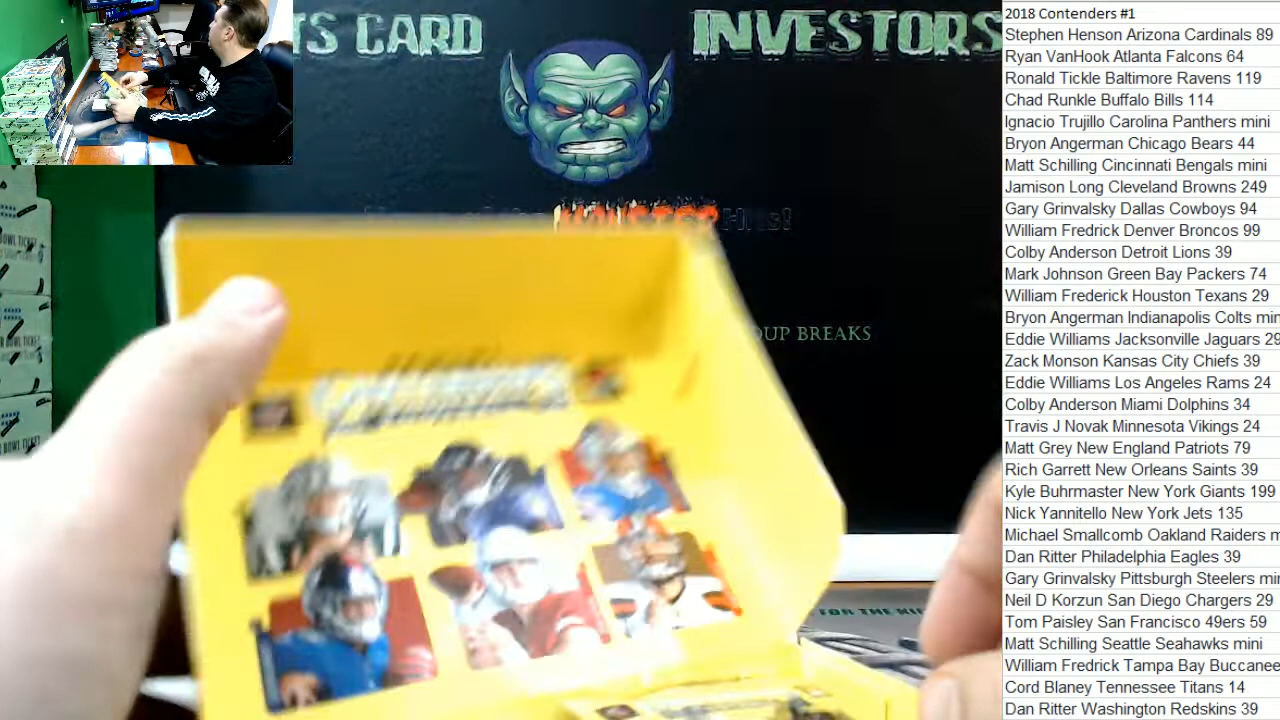 TS CARD
INVESTORS
OUP BREAKS
FOR THE
2018 Contenders #1
Stephen Henson Arizona Cardinals 89
Ryan VanHook Atlanta Falcons 64
Ronald Tickle Baltimore Ravens 119
Chad Runkle Buffalo Bills 114
Ignacio Trujillo Carolina Panthers mini
Bryon Angerman Chicago Bears 44
Matt Schilling Cincinnati Bengals mini
Jamison Long Cleveland Browns 249
Gary Grinvalsky Dallas Cowboys 94
William Fredrick Denver Broncos 99
Colby Anderson Detroit Lions 39
Mark Johnson Green Bay Packers 74
William Frederick Houston Texans 29
Bryon Angerman Indianapolis Colts min
Eddie Williams Jacksonville Jaguars 29
Zack Monson Kansas City Chiefs 39
Eddie Williams Los Angeles Rams 24
Colby Anderson Miami Dolphins 34
Travis J Novak Minnesota Vikings 24
Matt Grey New England Patriots 79
Rich Garrett New Orleans Saints 39
Kyle Buhrmaster New York Giants 199
Nick Yannitello New York Jets 135
Michael Smallcomb Oakland Raiders m
Dan Ritter Philadelphia Eagles 39
Gary Grinvalsky Pittsburgh Steelers mi
Neil D Korzun San Diego Chargers 29
Tom Paisley San Francisco 49ers 59
Matt Schilling Seattle Seahawks mini
William Fredrick Tampa Bay Buccanee
Cord Blaney Tennessee Titans 14
Dan Ritter Washington Redskins 39